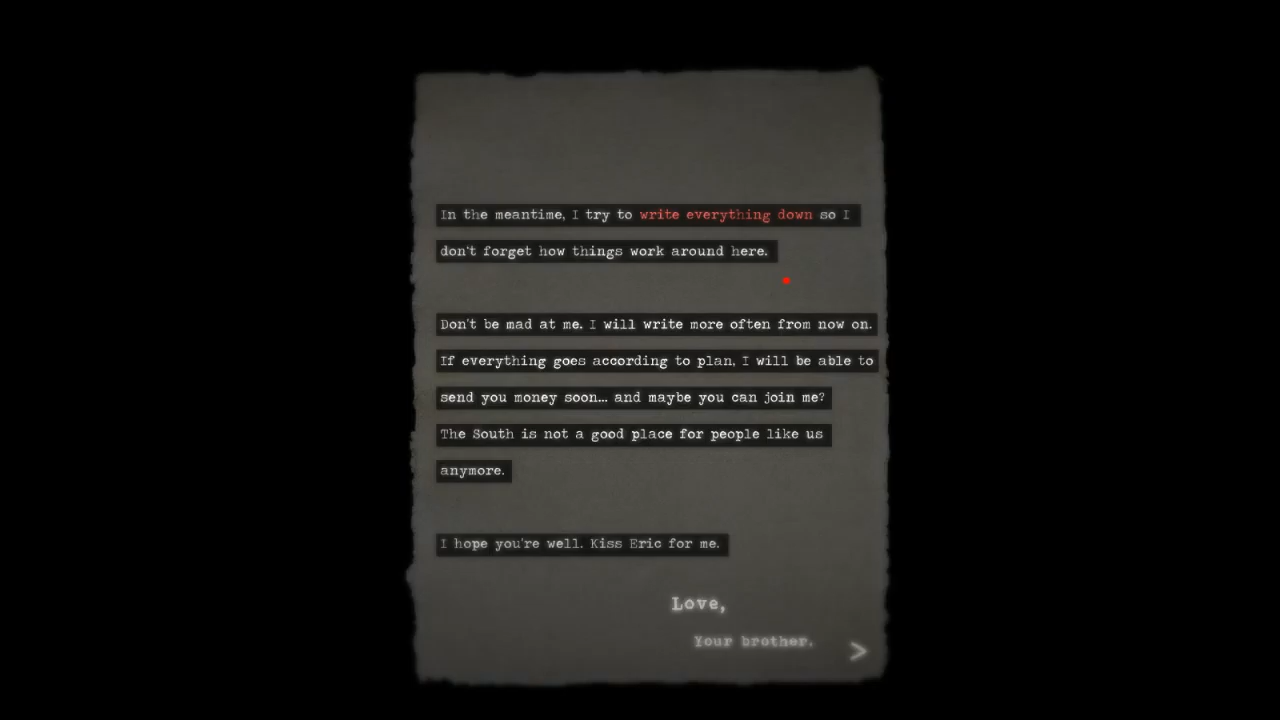 In the meantime, I try to write everything down so I
don't forget how things work around here.
Don't be mad at me. I will write more often from now on.
If everything goes according to plan, I will be able to
send you money soon... and maybe you can join me?
The South is not a good place for people like us
anymore.
I hope you're well. Kiss Eric for me.
Love,
Your brother.
>